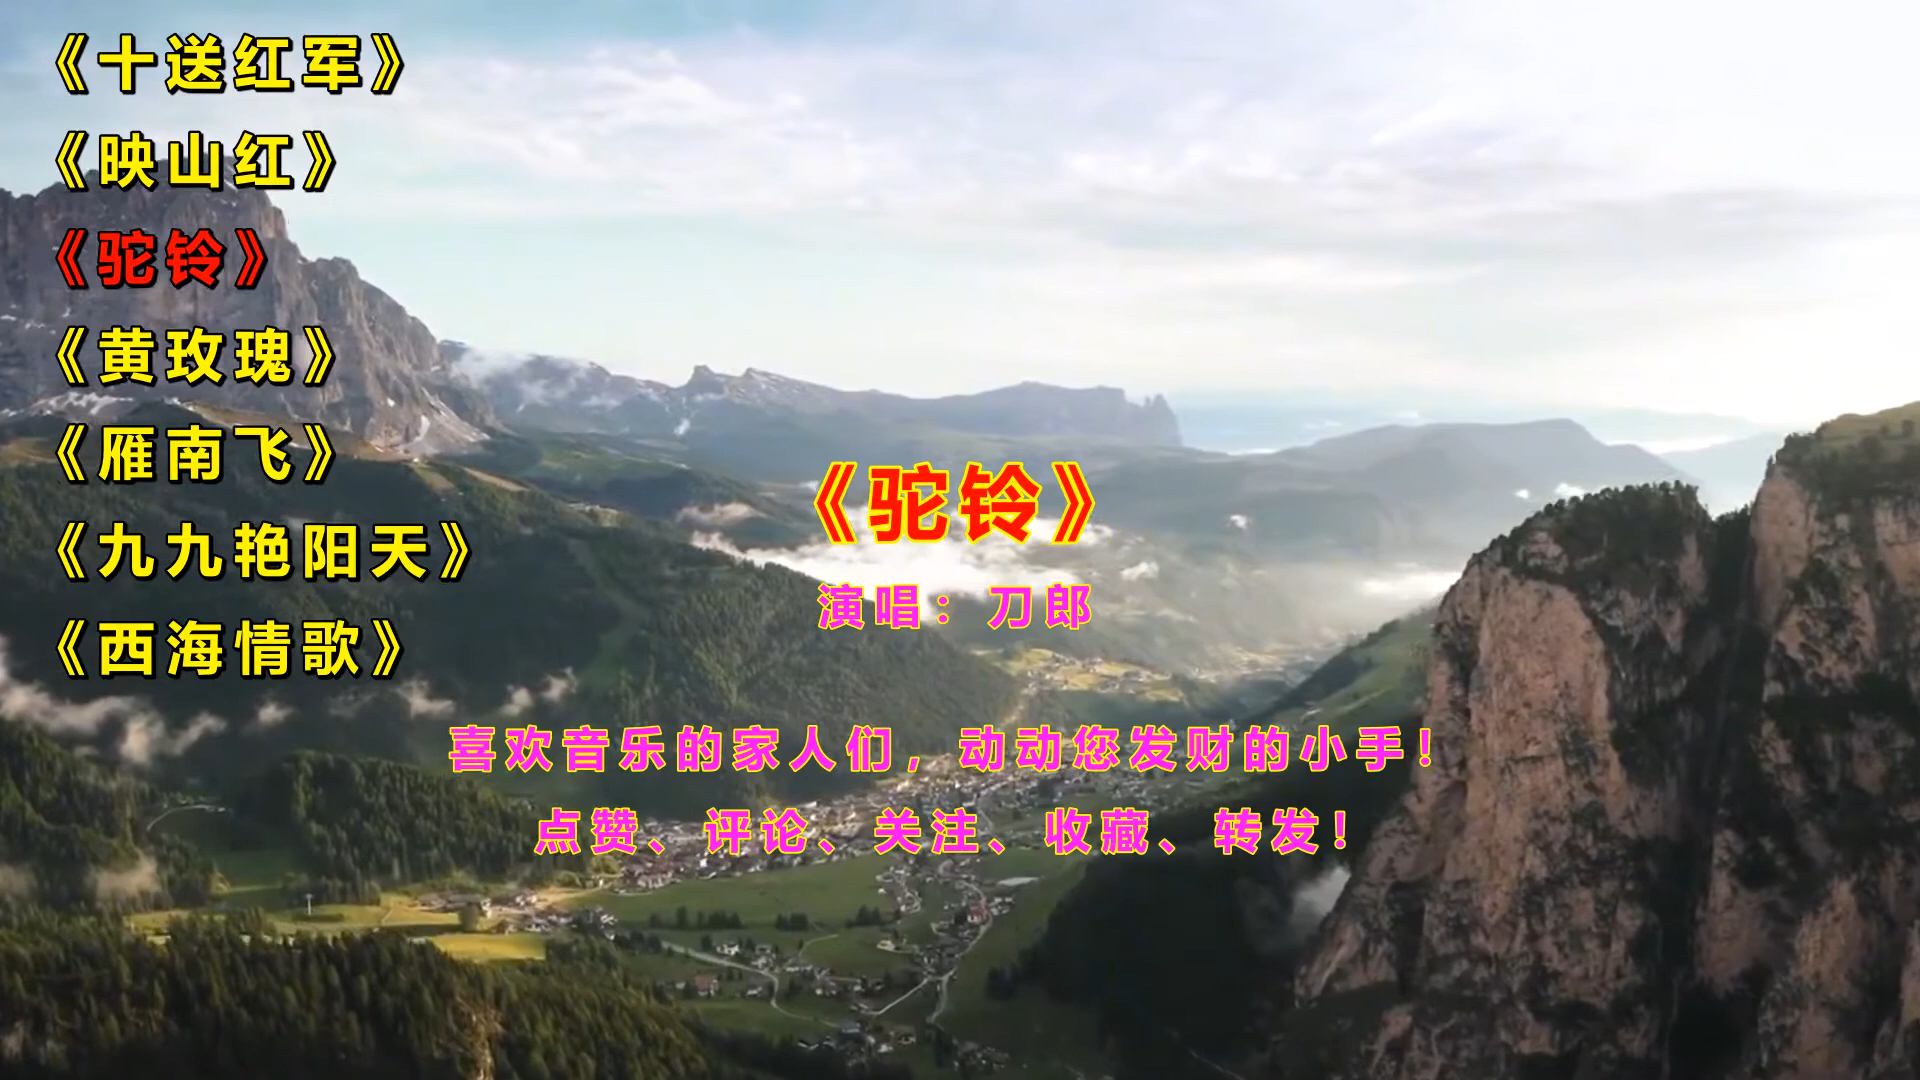 《十送红军》
《映山红》
《驼铃》
《黄玫瑰》
《雁南飞》
《九九艳阳天》
《西海情歌》
《驼铃》
演唱：刀郎
喜欢音乐的家人们，动动您发财的小手！
点赞、评论、关注、收藏、转发！